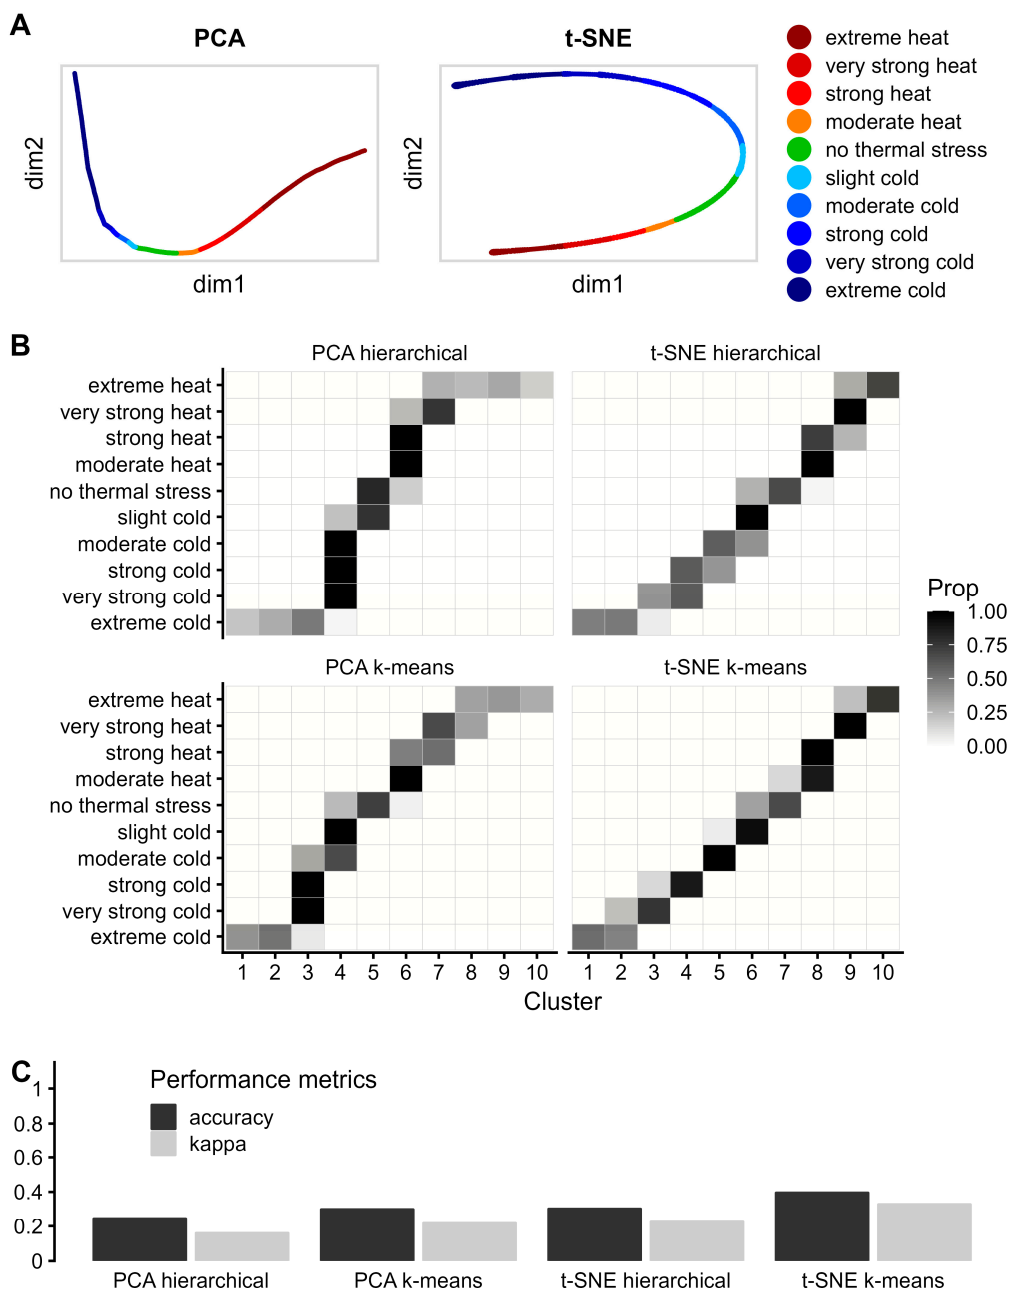 A
PCA
t-SNE
dim2
dim1
dim2
dim1
extreme heat
very strong heat
strong heat
moderate heat
no thermal stress
slight cold
moderate cold
strong cold
very strong cold
extreme cold
B
PCA hierarchical
t-SNE hierarchical
extreme heat
very strong heat
strong heat
moderate heat
no thermal stress
slight cold
moderate cold
strong cold
very strong cold
extreme cold
PCA k-means
t-SNE k-means
extreme heat
very strong heat
strong heat
moderate heat
no thermal stress
slight cold
moderate cold
strong cold
very strong cold
extreme cold
1 2 3 4 5 6 7 8 9 10
1 2 3 4 5 6 7 8 9 10
Cluster
Prop
1.00
0.75
0.50
0.25
0.00
C
1
0.8
0.6
0.4
0.2
0
Performance metrics
accuracy
kappa
PCA hierarchical
PCA k-means
t-SNE hierarchical
t-SNE k-means